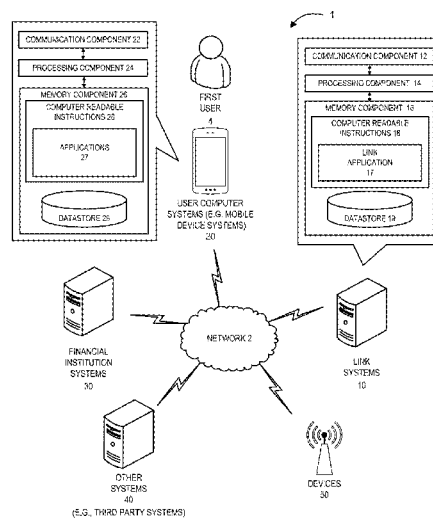 1
COMMUNICATION COMPONENT 22
PROCESSING COMPONENT 24
MEMORY COMPONENT 26
COMPUTER READABLE
INSTRUCTIONS 28
APPLICATIONS
27
DATASTORE 29
FIRST
USER
4
USER COMPUTER
SYSTEMS (E.G. MOBILE
DEVICE SYSTEMS)
20
COMMUNICATION COMPONENT 12
PROCESSING COMPONENT 14
MEMORY COMPONENT 16
COMPUTER READABLE
INSTRUCTIONS 18
LINK
APPLICATION
17
DATASTORE 19
NETWORK 2
FINANCIAL
INSTITUTION
SYSTEMS
30
LINK
SYSTEMS
10
OTHER
SYSTEMS
40
(E.G., THIRD PARTY SYSTEMS)
DEVICES
50